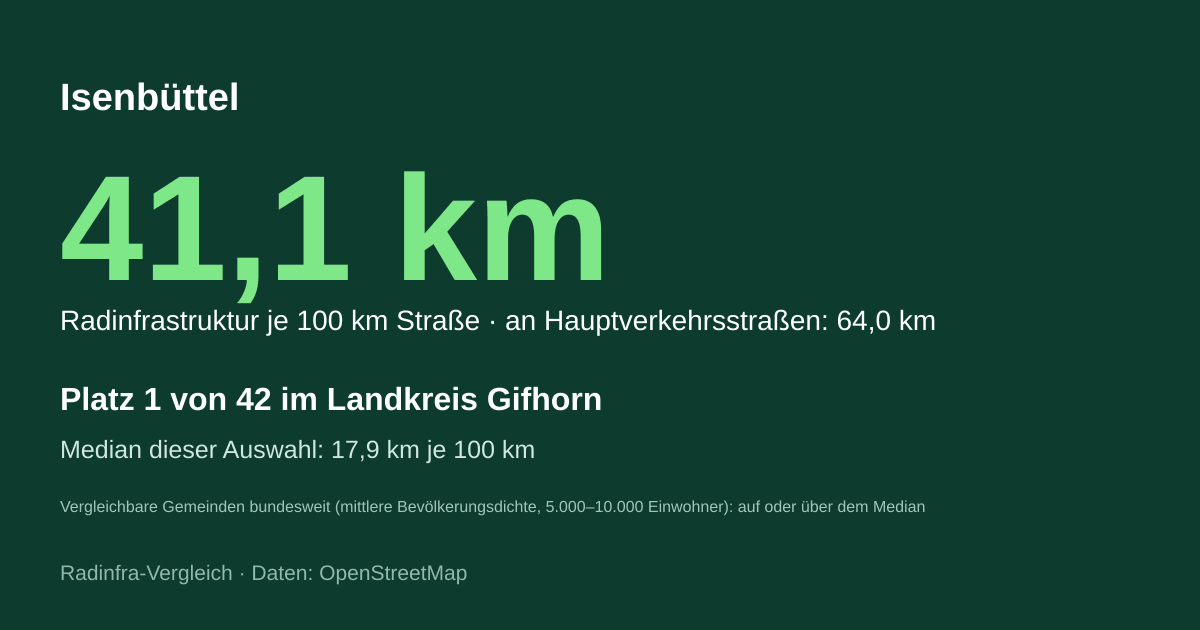 Isenbüttel
41,1 km
Radinfrastruktur je 100 km Straße · an Hauptverkehrsstraßen: 64,0 km
Platz 1 von 42 im Landkreis Gifhorn
Median dieser Auswahl: 17,9 km je 100 km
Vergleichbare Gemeinden bundesweit (mittlere Bevölkerungsdichte, 5.000–10.000 Einwohner): auf oder über dem Median
Radinfra-Vergleich · Daten: OpenStreetMap